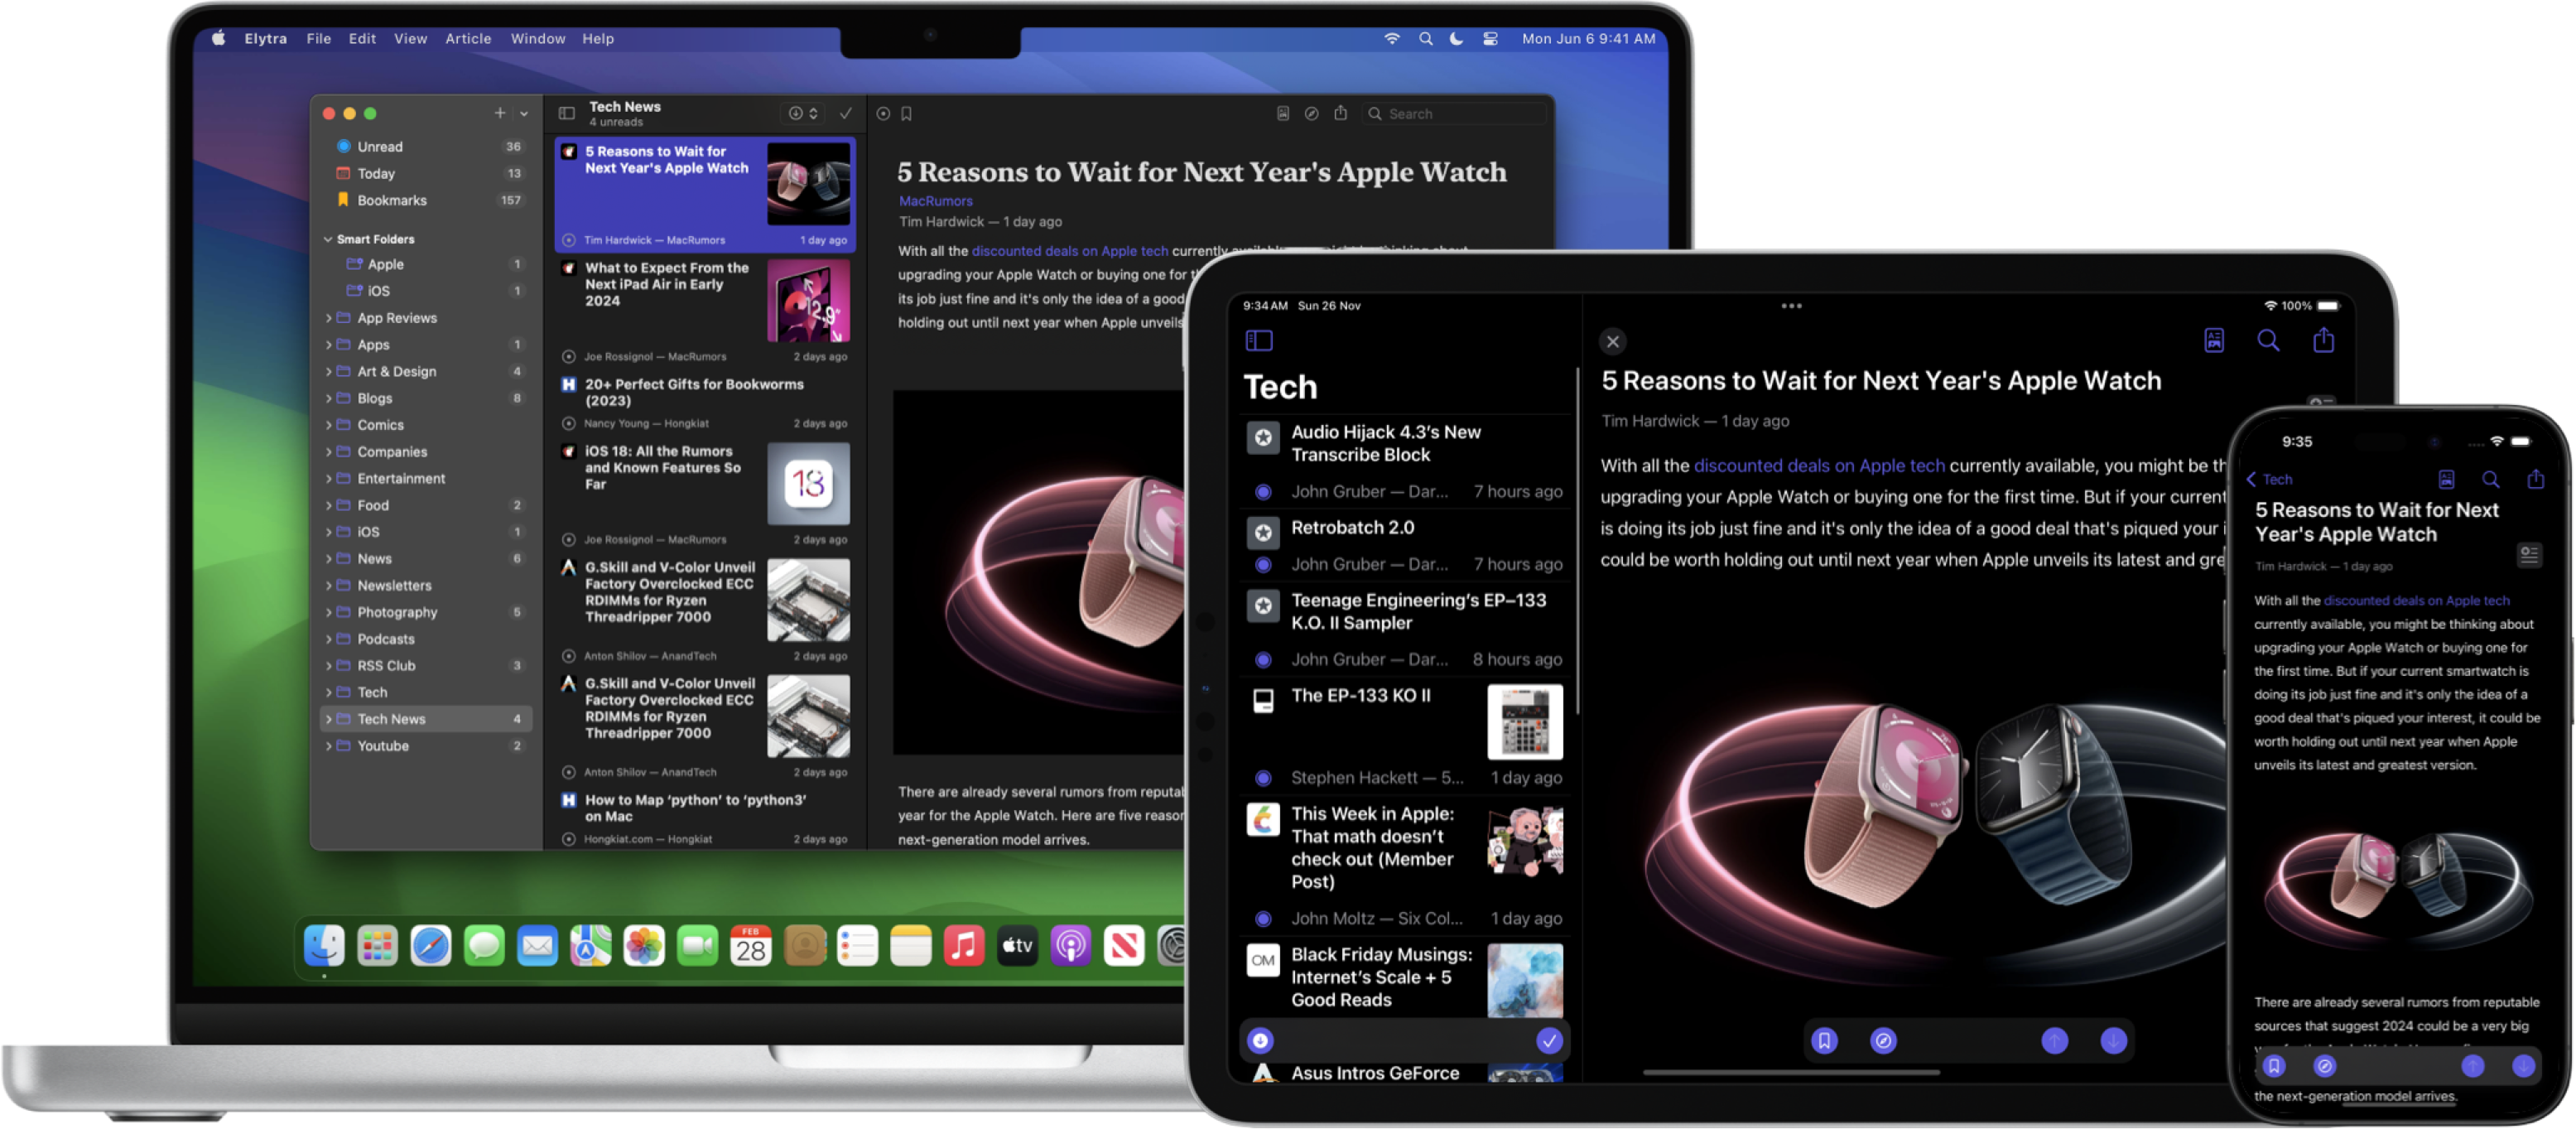 Elytra File Edit View Article Window Help
Mon Jun 6 9:41 AM
Unread 36
Today 13
Bookmarks 157
Smart Folders
Apple 1
iOS 1
App Reviews
Apps 1
Art & Design 4
Blogs 8
Comics
Companies
Entertainment
Food 2
iOS 1
News 6
Newsletters
Photography 5
Podcasts
RSS Club 3
Tech
Tech News 4
Youtube 2
Tech News
4 unreads
5 Reasons to Wait for
Next Year's Apple Watch
Tim Hardwick — MacRumors 1 day ago
What to Expect From the
Next iPad Air in Early
2024
12.9"
Joe Rossignol — MacRumors 2 days ago
H 20+ Perfect Gifts for Bookworms
(2023)
Nancy Young — Hongkiat 2 days ago
iOS 18: All the Rumors
and Known Features So
Far
18
Joe Rossignol — MacRumors 2 days ago
G.Skill and V-Color Unveil
Factory Overclocked ECC
RDIMMs for Ryzen
Threadripper 7000
Anton Shilov — AnandTech 2 days ago
G.Skill and V-Color Unveil
Factory Overclocked ECC
RDIMMs for Ryzen
Threadripper 7000
Anton Shilov — AnandTech 2 days ago
H How to Map ‘python’ to ‘python3’
on Mac
Hongkiat.com — Hongkiat 2 days ago
Search
5 Reasons to Wait for Next Year's Apple Watch
MacRumors
Tim Hardwick — 1 day ago
With all the discounted deals on Apple tech currently
upgrading your Apple Watch or buying one for
its job just fine and it's only the idea of a good
holding out until next year when Apple unveils
There are already several rumors from
year for the Apple Watch. Here are five
next-generation model arrives.
FEB
28
tv
9:34 AM Sun 26 Nov
100%
Tech
Audio Hijack 4.3’s New
Transcribe Block
John Gruber — Dar... 7 hours ago
Retrobatch 2.0
John Gruber — Dar... 7 hours ago
Teenage Engineering’s EP–133
K.O. II Sampler
John Gruber — Dar... 8 hours ago
The EP-133 KO II
Stephen Hackett — 5... 1 day ago
This Week in Apple:
That math doesn’t
check out (Member
Post)
John Moltz — Six Col... 1 day ago
OM Black Friday Musings:
Internet’s Scale + 5
Good Reads
Asus Intros GeForce
5 Reasons to Wait for Next Year's Apple Watch
Tim Hardwick — 1 day ago
With all the discounted deals on Apple tech currently available, you might be
upgrading your Apple Watch or buying one for the first time. But if your current
is doing its job just fine and it's only the idea of a good deal that's piqued your
could be worth holding out until next year when Apple unveils its latest and
9:35
Tech
5 Reasons to Wait for Next
Year's Apple Watch
Tim Hardwick — 1 day ago
With all the discounted deals on Apple tech
currently available, you might be thinking about
upgrading your Apple Watch or buying one for
the first time. But if your current smartwatch is
doing its job just fine and it's only the idea of a
good deal that's piqued your interest, it could be
worth holding out until next year when Apple
unveils its latest and greatest version.
There are already several rumors from reputable
sources that suggest 2024 could be a very big
the next-generation model arrives.